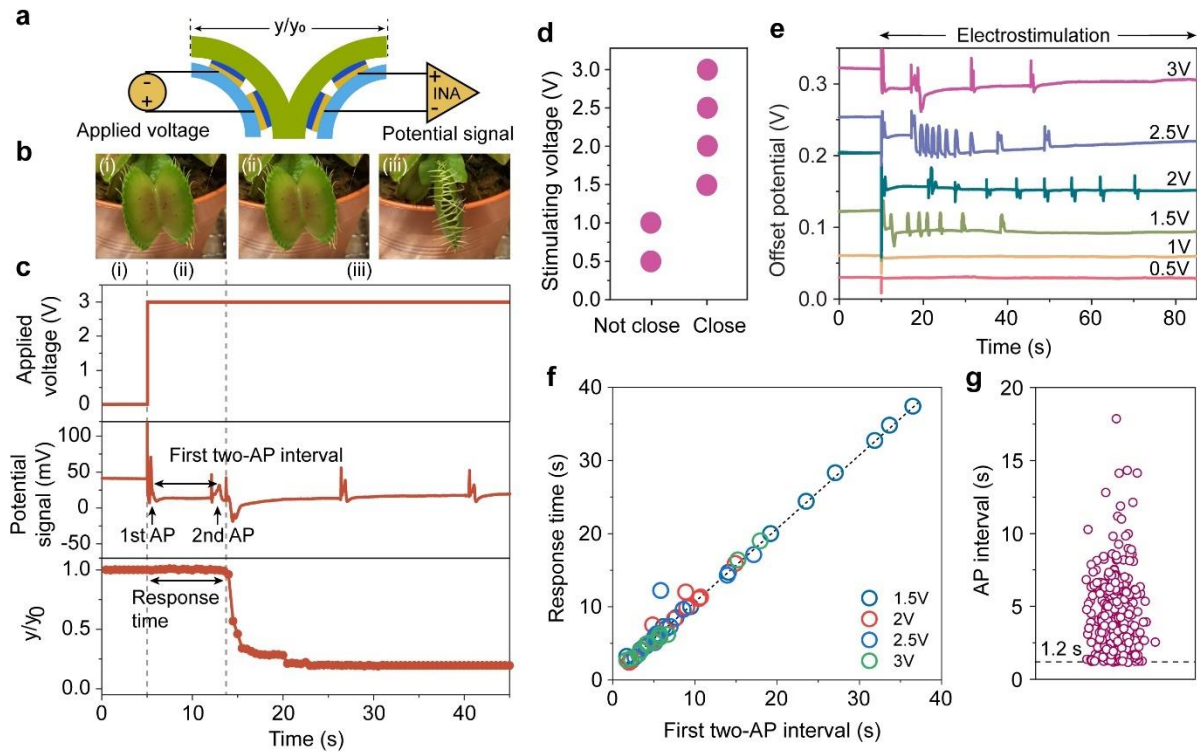 a
y/y₀
Applied voltage
+
-
INA
Potential signal
b
(i)
(ii)
(iii)
(i)
(ii)
(iii)
c
Applied
voltage (V)
3
2
1
0
Potential
signal (mV)
100
50
0
-50
First two-AP interval
1st AP
2nd AP
y/y₀
1.0
0.5
0.0
Response
time
0
10
20
30
40
Time (s)
d
Stimulating voltage (V)
3.0
2.5
2.0
1.5
1.0
0.5
0.0
Not close
Close
e
Electrostimulation
Offset potential (V)
0.3
0.2
0.1
0.0
3V
2.5V
2V
1.5V
1V
0.5V
0
20
40
60
80
Time (s)
f
Response time (s)
40
30
20
10
0
1.5V
2V
2.5V
3V
0
10
20
30
40
First two-AP interval (s)
g
AP interval (s)
20
15
10
5
0
1.2 s